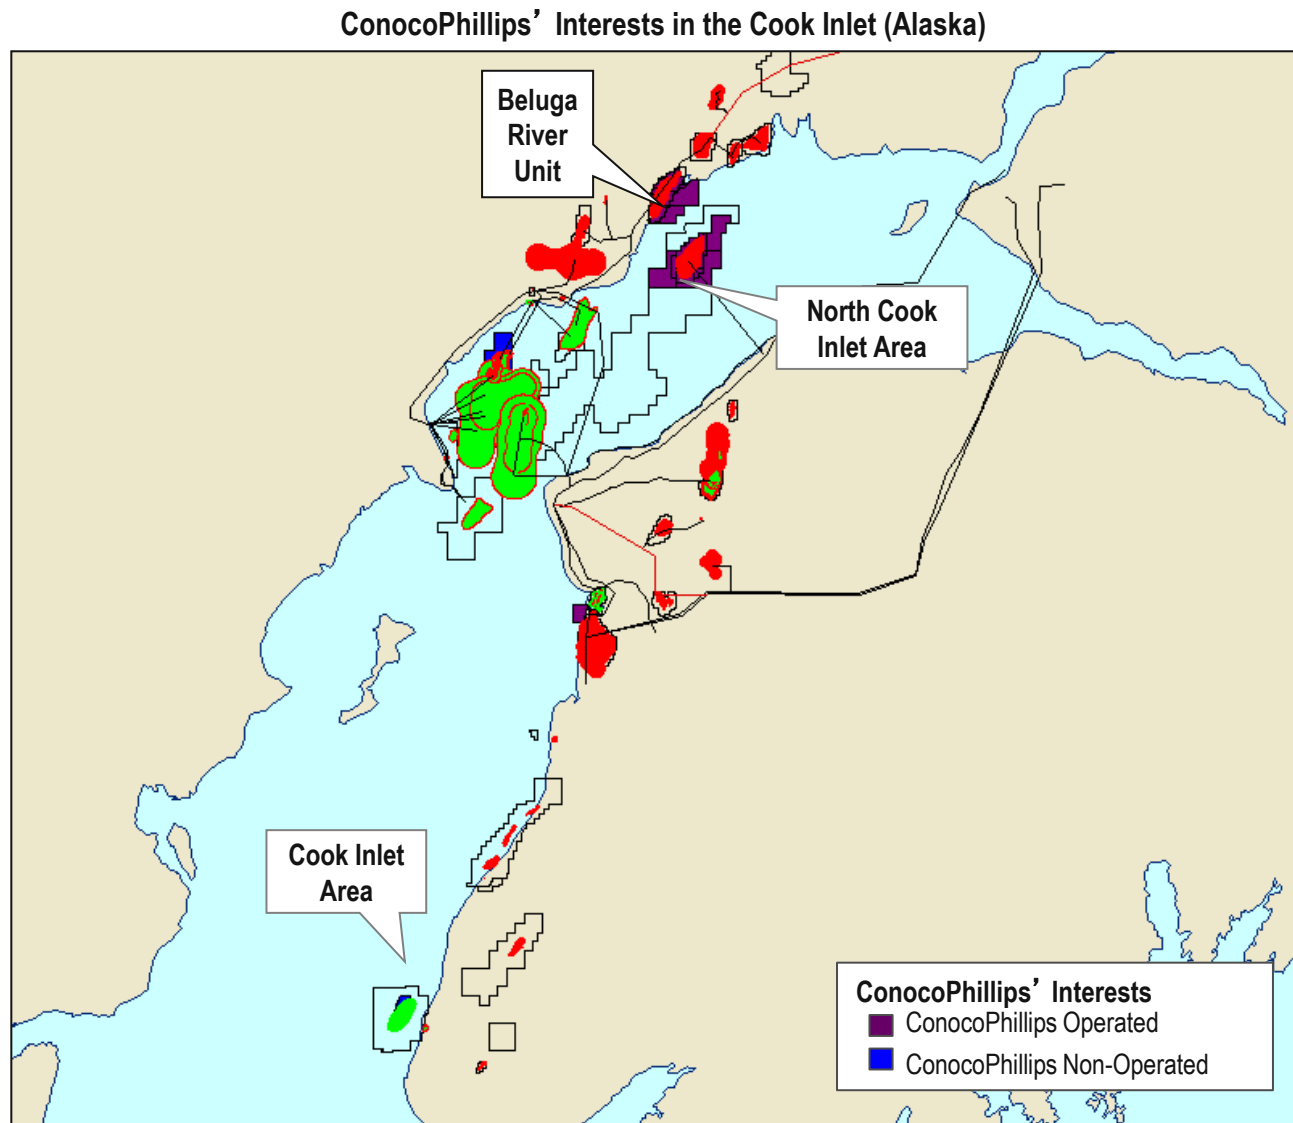 ConocoPhillips’ Interests in the Cook Inlet (Alaska)
Beluga
River
Unit
North Cook
Inlet Area
Cook Inlet
Area
ConocoPhillips’ Interests
ConocoPhillips Operated
ConocoPhillips Non-Operated